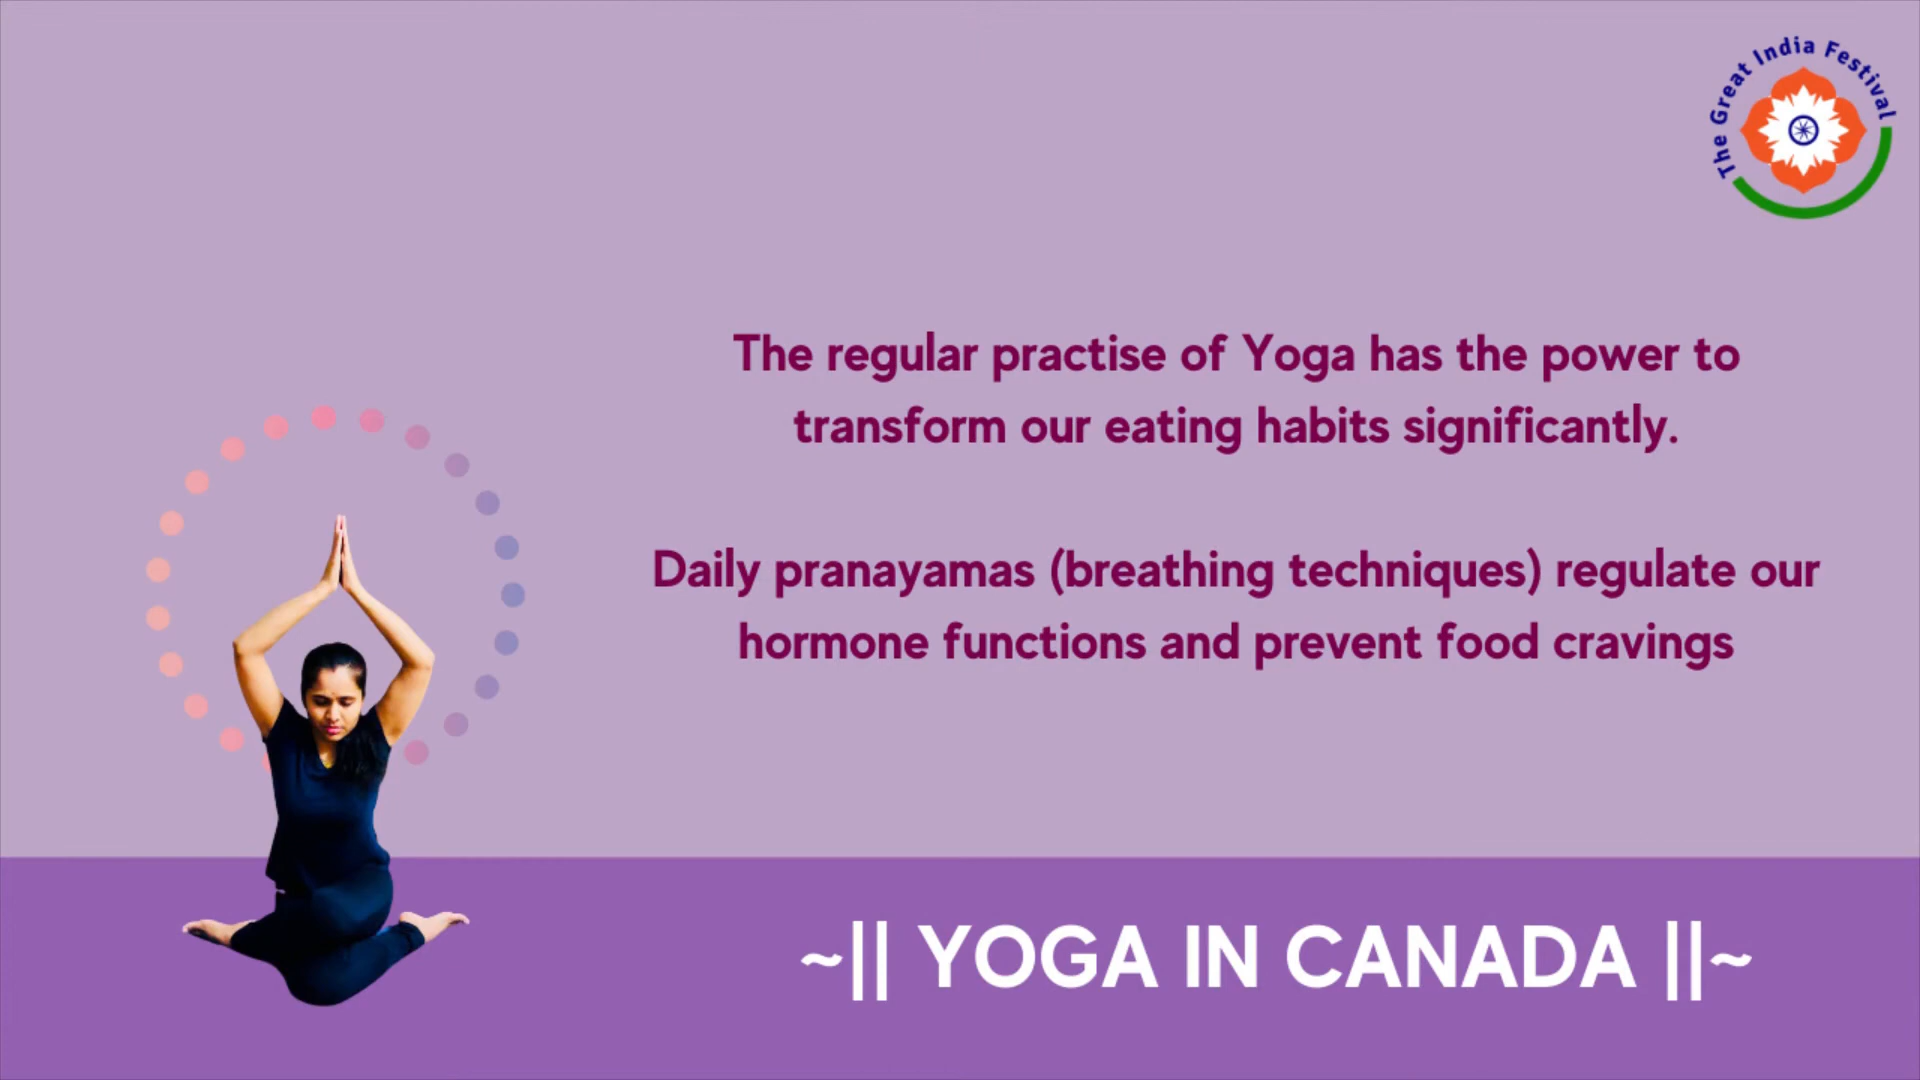 The Great India Festival
The regular practise of Yoga has the power to
transform our eating habits significantly.
Daily pranayamas (breathing techniques) regulate our
hormone functions and prevent food cravings
~|| YOGA IN CANADA ||~